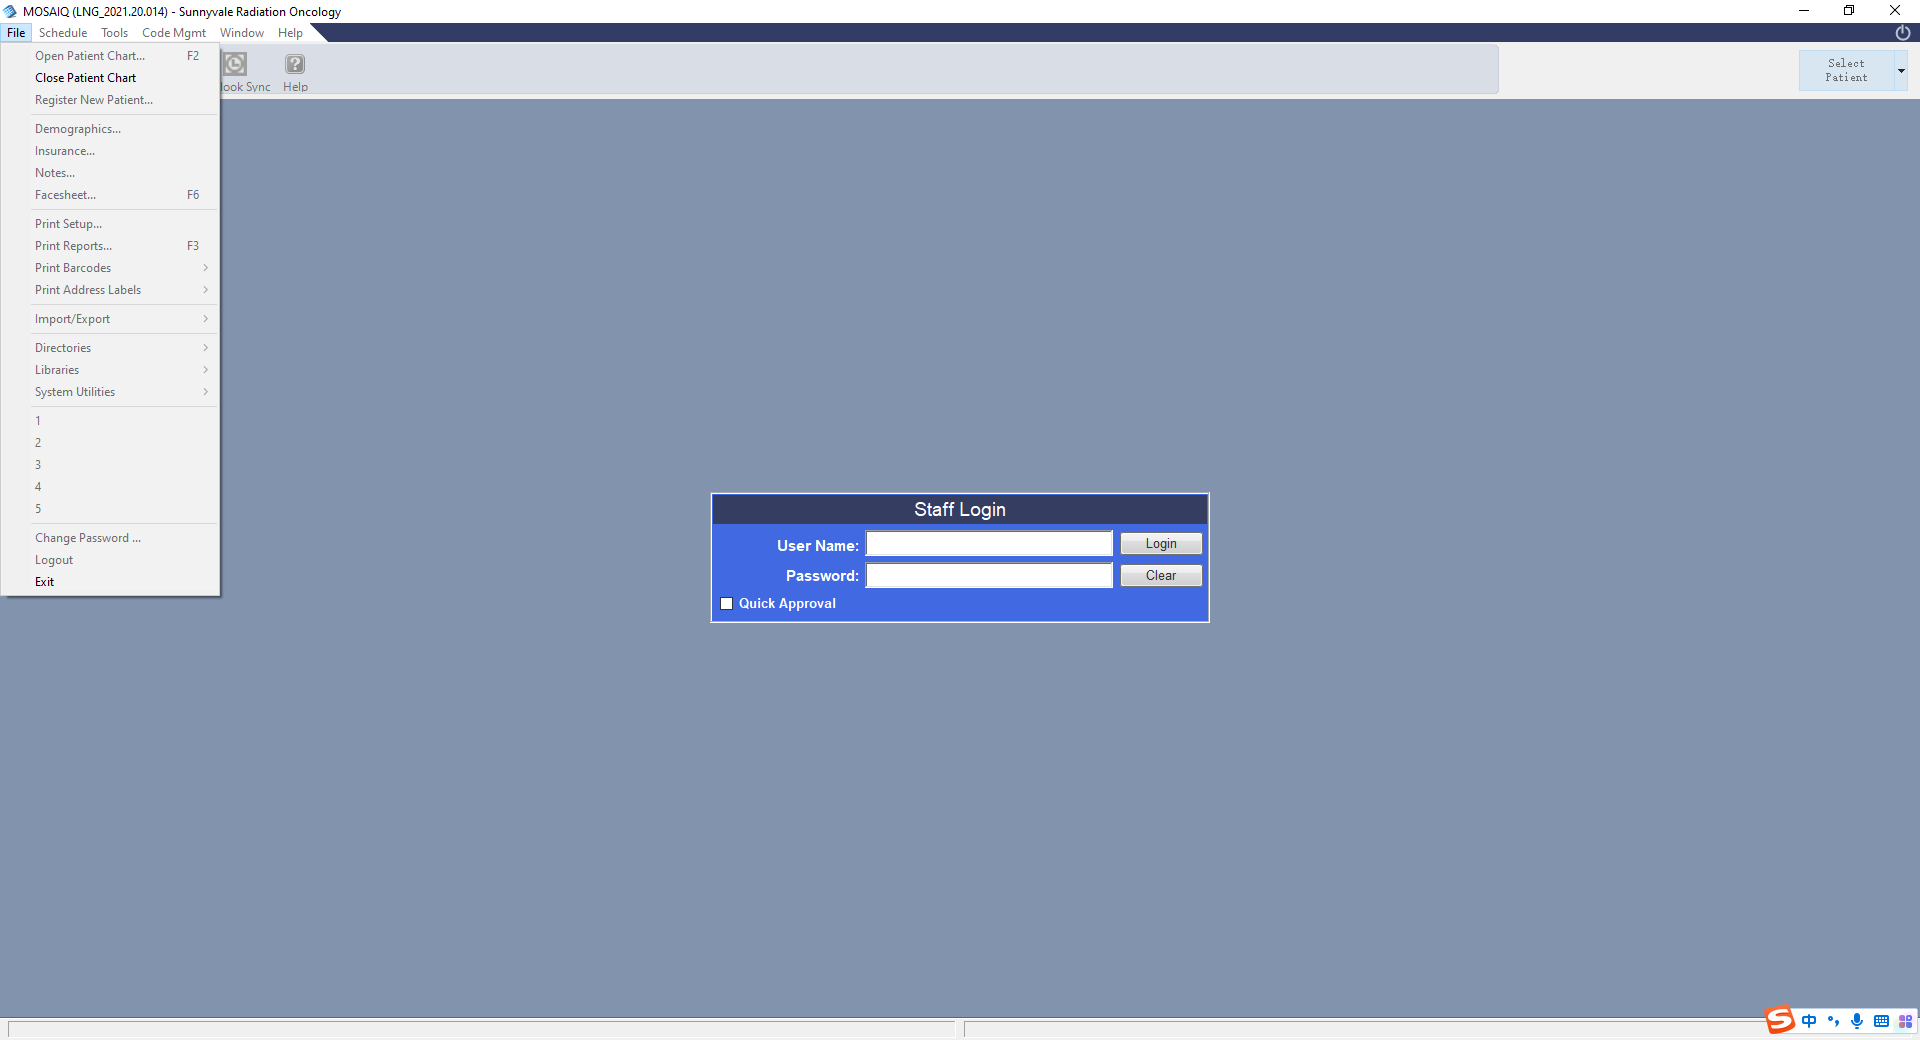 MOSAIQ (LNG_2021.20.014) - Sunnyvale Radiation Oncology
File Schedule Tools Code Mgmt Window Help
Open Patient Chart... F2
Close Patient Chart
Register New Patient...
Demographics...
Insurance...
Notes...
Facesheet... F6
Print Setup...
Print Reports... F3
Print Barcodes
Print Address Labels
Import/Export
Directories
Libraries
System Utilities
1
2
3
4
5
Change Password ...
Logout
Exit
look Sync
Help
Select
Patient
Staff Login
User Name:
Login
Password:
Clear
Quick Approval
S 中